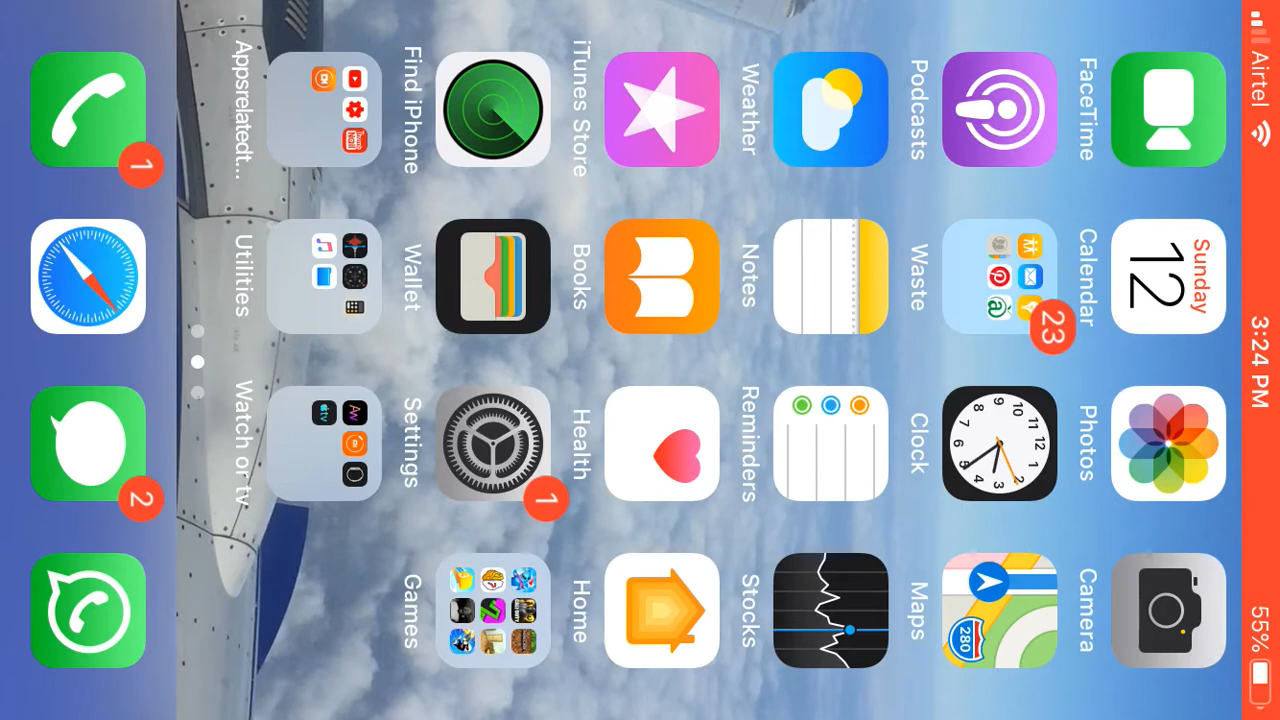 Airtel 3:24 PM 55%
Sunday
12
FaceTime Calendar Photos Camera
23
Podcasts Waste Clock Maps
Weather Notes Reminders Stocks
iTunes Store Books Health Home
1
Find iPhone Wallet Settings Games
Appsrelatedt... Utilities Watch or tv
1
2